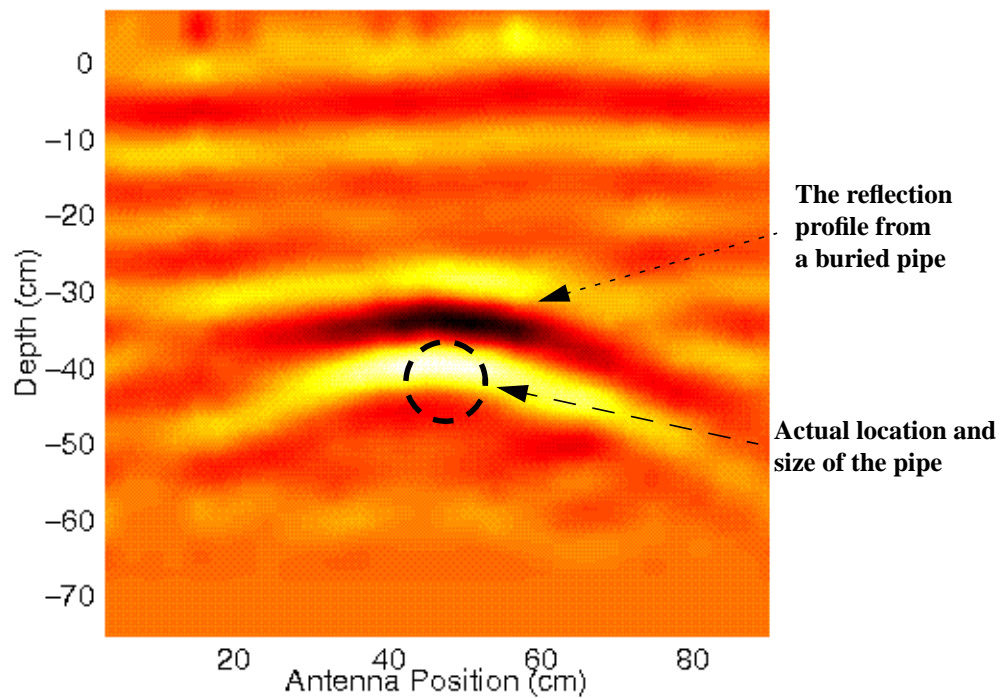 0
−10
−20
−30
−40
−50
−60
−70
Depth (cm)
20
40
60
80
Antenna Position (cm)
The reflection
profile from
a buried pipe
Actual location and
size of the pipe